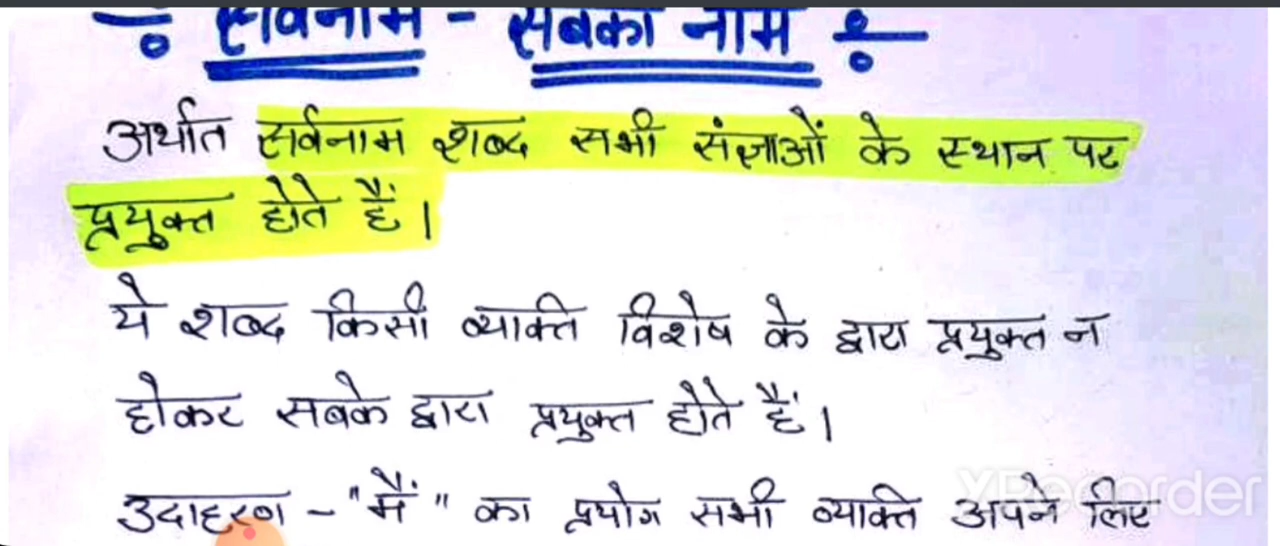 सर्वनाम - सबका नाम
अर्थात सर्वनाम शब्द सभी संज्ञाओं के स्थान पर
प्रयुक्त होते हैं।
ये शब्द किसी व्यक्ति विशेष के द्वारा प्रयुक्त न
होकर सबके द्वारा प्रयुक्त होते हैं।
उदाहरण - "मैं" का प्रयोग सभी व्यक्ति अपने लिए
XRecorder